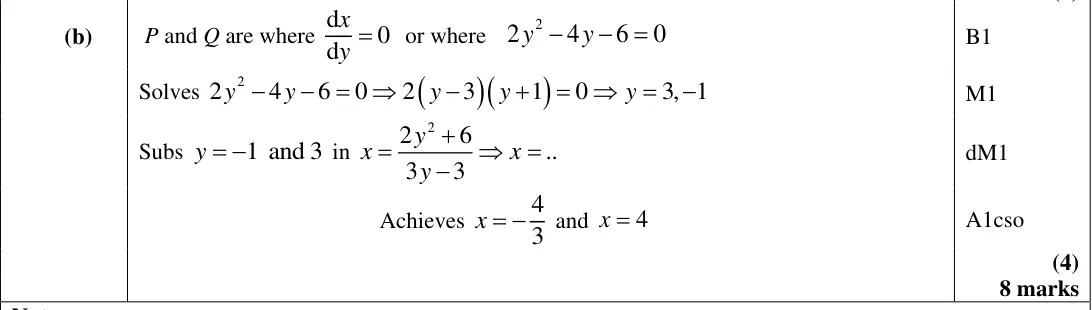 (b) P and Q are where dx/dy = 0 or where 2y² − 4y − 6 = 0 B1
Solves 2y² − 4y − 6 = 0 ⇒ 2(y − 3)(y + 1) = 0 ⇒ y = 3, −1 M1
Subs y = −1 and 3 in x = (2y² + 6)/(3y − 3) ⇒ x = .. dM1
Achieves x = −4/3 and x = 4 A1cso
(4)
8 marks